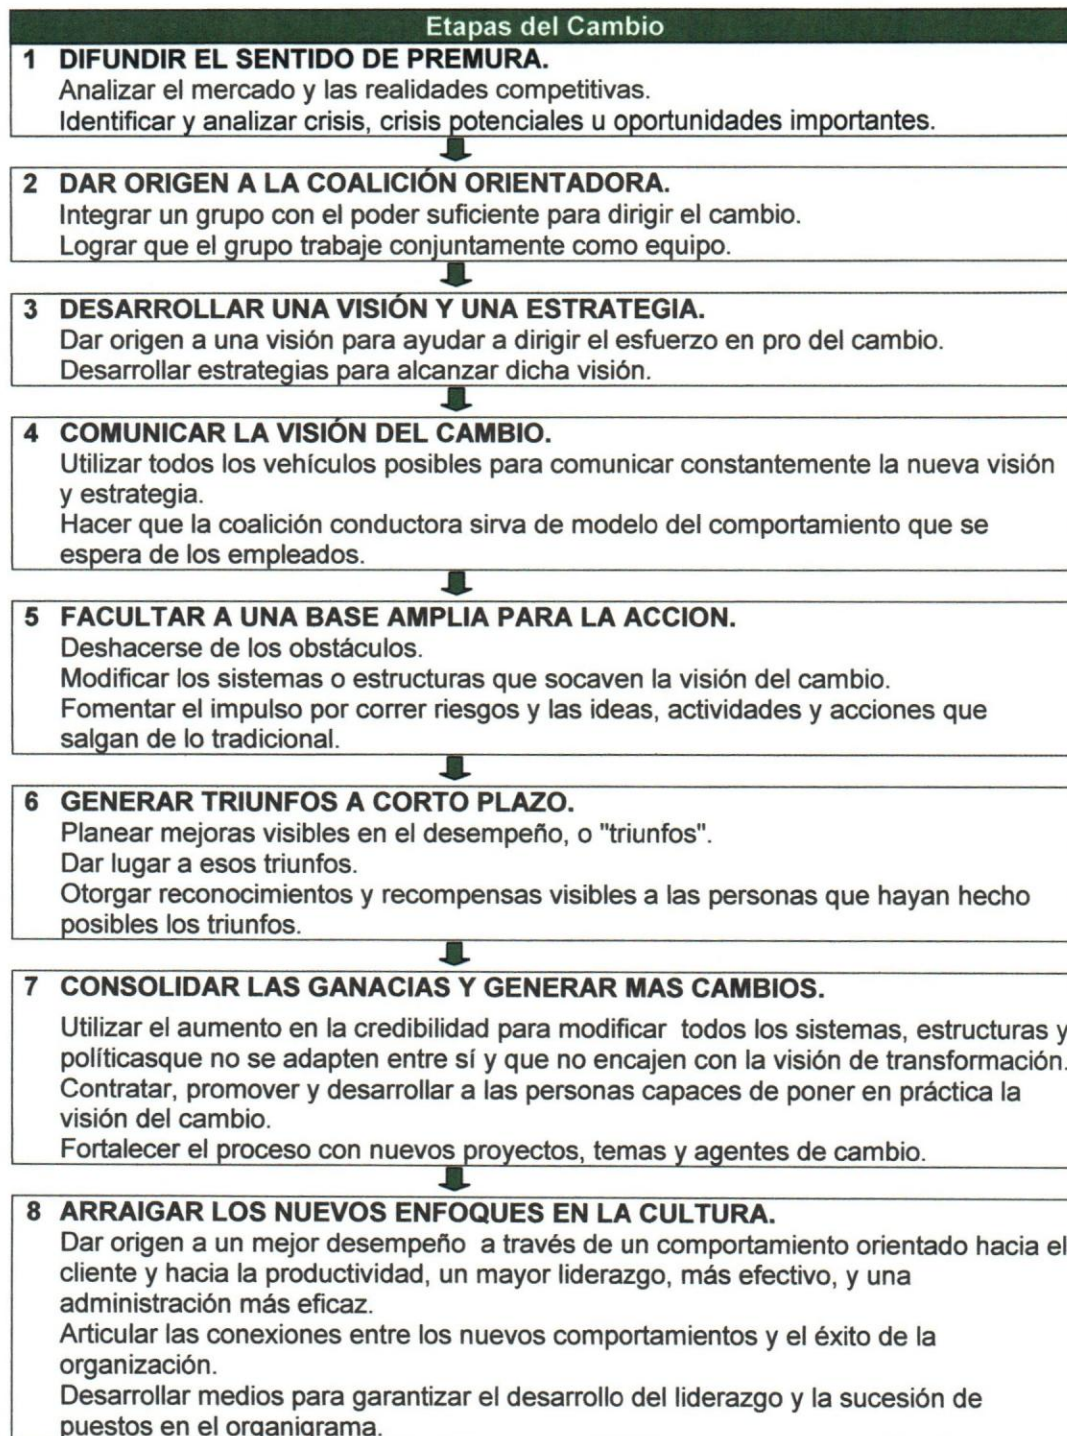 Etapas del Cambio
1 DIFUNDIR EL SENTIDO DE PREMURA.
Analizar el mercado y las realidades competitivas.
Identificar y analizar crisis, crisis potenciales u oportunidades importantes.
2 DAR ORIGEN A LA COALICIÓN ORIENTADORA.
Integrar un grupo con el poder suficiente para dirigir el cambio.
Lograr que el grupo trabaje conjuntamente como equipo.
3 DESARROLLAR UNA VISIÓN Y UNA ESTRATEGIA.
Dar origen a una visión para ayudar a dirigir el esfuerzo en pro del cambio.
Desarrollar estrategias para alcanzar dicha visión.
4 COMUNICAR LA VISIÓN DEL CAMBIO.
Utilizar todos los vehículos posibles para comunicar constantemente la nueva visión
y estrategia.
Hacer que la coalición conductora sirva de modelo del comportamiento que se
espera de los empleados.
5 FACULTAR A UNA BASE AMPLIA PARA LA ACCION.
Deshacerse de los obstáculos.
Modificar los sistemas o estructuras que socaven la visión del cambio.
Fomentar el impulso por correr riesgos y las ideas, actividades y acciones que
salgan de lo tradicional.
6 GENERAR TRIUNFOS A CORTO PLAZO.
Planear mejoras visibles en el desempeño, o "triunfos".
Dar lugar a esos triunfos.
Otorgar reconocimientos y recompensas visibles a las personas que hayan hecho
posibles los triunfos.
7 CONSOLIDAR LAS GANACIAS Y GENERAR MAS CAMBIOS.
Utilizar el aumento en la credibilidad para modificar todos los sistemas, estructuras y
políticasque no se adapten entre sí y que no encajen con la visión de transformación.
Contratar, promover y desarrollar a las personas capaces de poner en práctica la
visión del cambio.
Fortalecer el proceso con nuevos proyectos, temas y agentes de cambio.
8 ARRAIGAR LOS NUEVOS ENFOQUES EN LA CULTURA.
Dar origen a un mejor desempeño a través de un comportamiento orientado hacia el
cliente y hacia la productividad, un mayor liderazgo, más efectivo, y una
administración más eficaz.
Articular las conexiones entre los nuevos comportamientos y el éxito de la
organización.
Desarrollar medios para garantizar el desarrollo del liderazgo y la sucesión de
puestos en el organigrama.